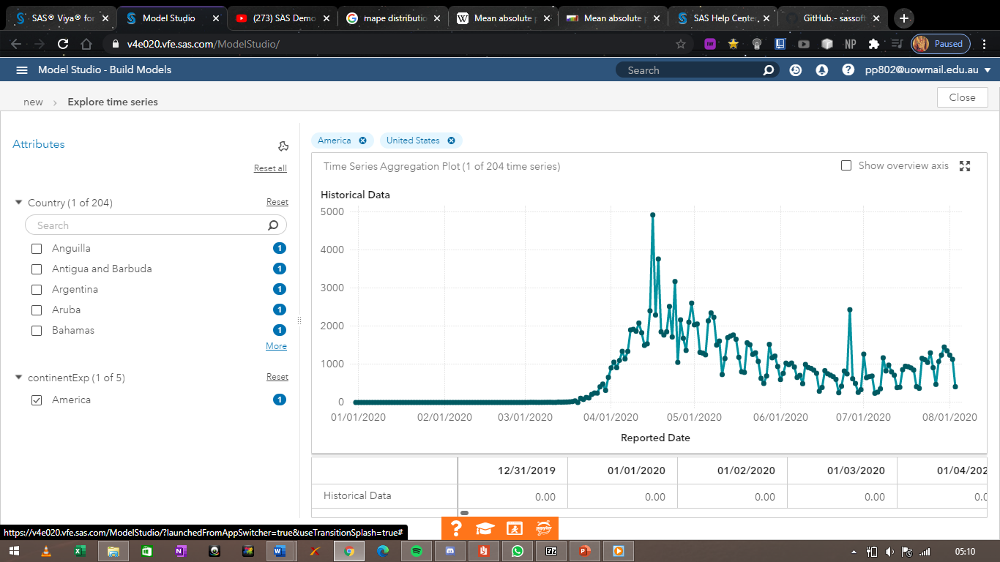 SAS® Viya® for
Model Studio
(273) SAS Demo
mape distributio
Mean absolute p
Mean absolute p
SAS Help Cente
GitHub - sassoft
v4e020.vfe.sas.com/ModelStudio/
NP
Paused
Model Studio - Build Models
Search
pp802@uowmail.edu.au
new
Explore time series
Close
Attributes
Reset all
Country (1 of 204)
Reset
Search
Anguilla
1
Antigua and Barbuda
1
Argentina
1
Aruba
1
Bahamas
1
More
continentExp (1 of 5)
Reset
America
1
America
United States
Time Series Aggregation Plot (1 of 204 time series)
Show overview axis
Historical Data
5000
4000
3000
2000
1000
0
01/01/2020
02/01/2020
03/01/2020
04/01/2020
05/01/2020
06/01/2020
07/01/2020
08/01/2020
Reported Date
12/31/2019
01/01/2020
01/02/2020
01/03/2020
01/04/202
Historical Data
0.00
0.00
0.00
0.00
0.0
https://v4e020.vfe.sas.com/ModelStudio/?launchedFromAppSwitcher=true&useTransitionSplash=true#
05:10